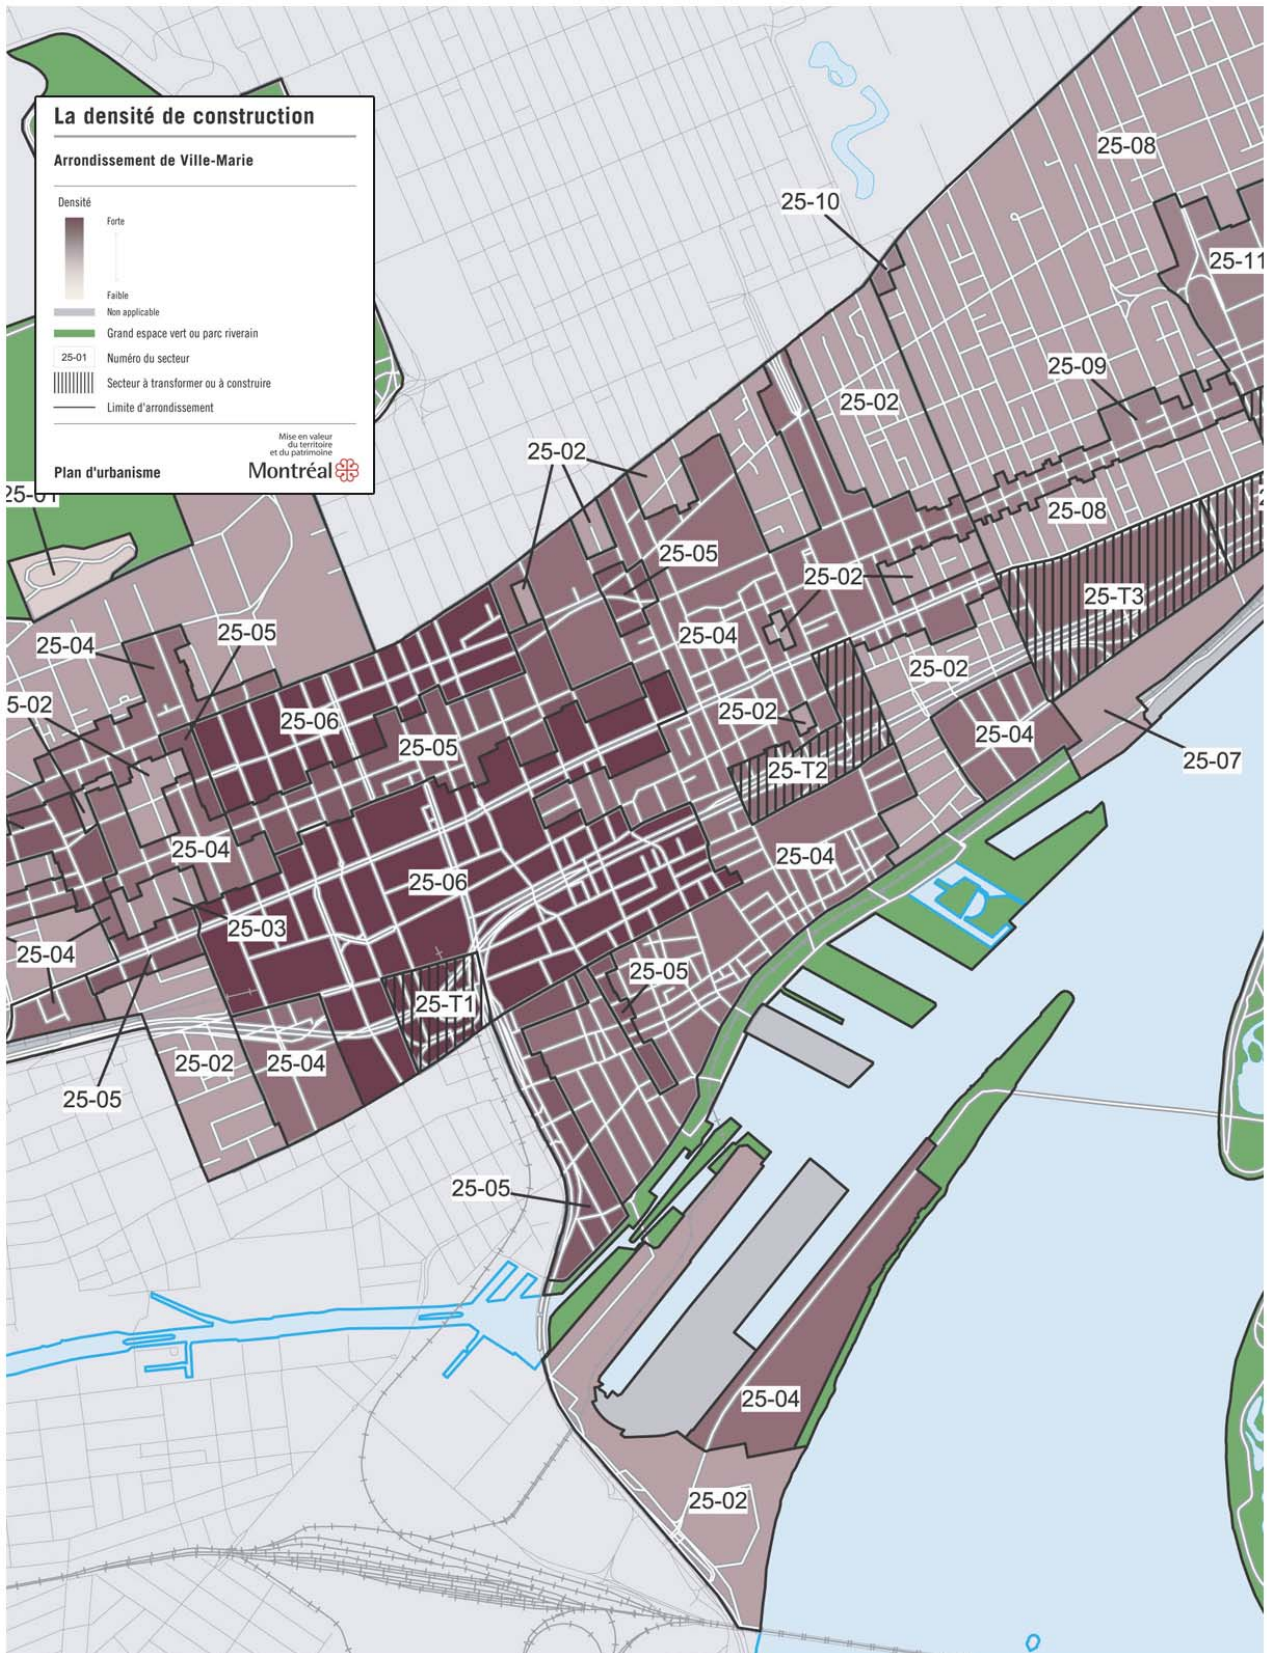 La densité de construction
Arrondissement de Ville-Marie
Densité
Forte
Faible
Non applicable
Grand espace vert ou parc riverain
25-01 Numéro du secteur
Secteur à transformer ou à construire
Limite d'arrondissement
Mise en valeur
du territoire
et du patrimoine
Plan d'urbanisme Montréal
25-08
25-10
25-11
25-09
25-02
25-02
25-01
25-08
25-05
25-02
25-T3
25-04
25-05
25-04
25-02
5-02
25-06
25-02
25-04
25-05
25-07
25-T2
25-04
25-04
25-06
25-03
25-04
25-05
25-T1
25-02
25-04
25-05
25-05
25-04
25-02